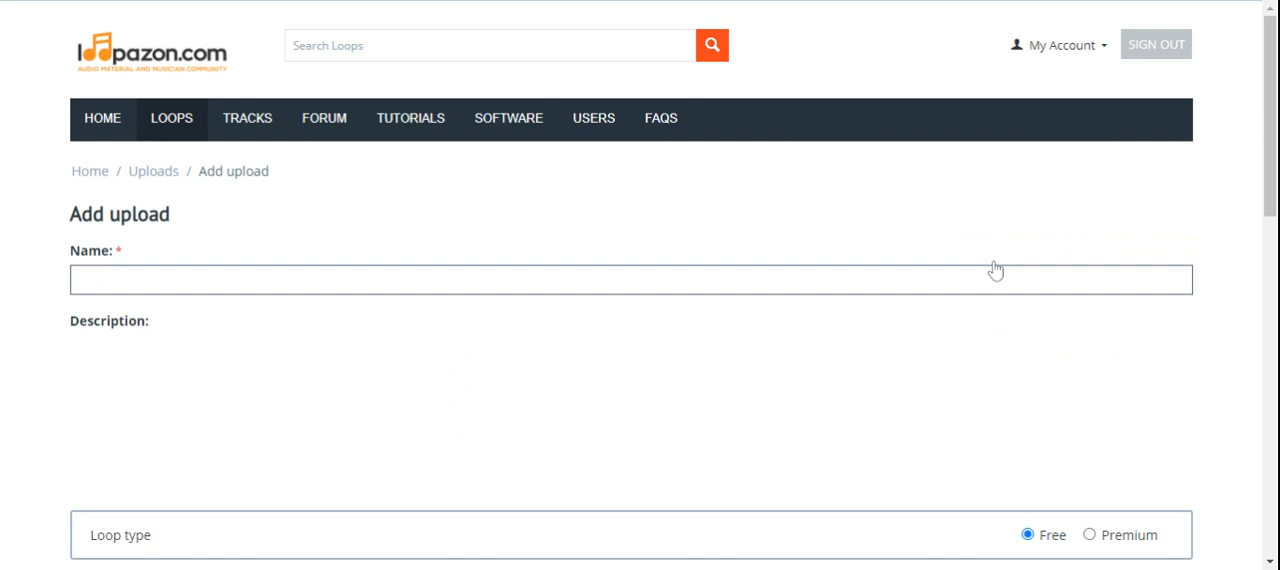 loopazon.com
AUDIO MATERIAL AND MUSICIAN COMMUNITY
Search Loops
My Account
SIGN OUT
HOME LOOPS TRACKS FORUM TUTORIALS SOFTWARE USERS FAQS
Home / Uploads / Add upload
Add upload
Name: *
Description:
Loop type Free Premium